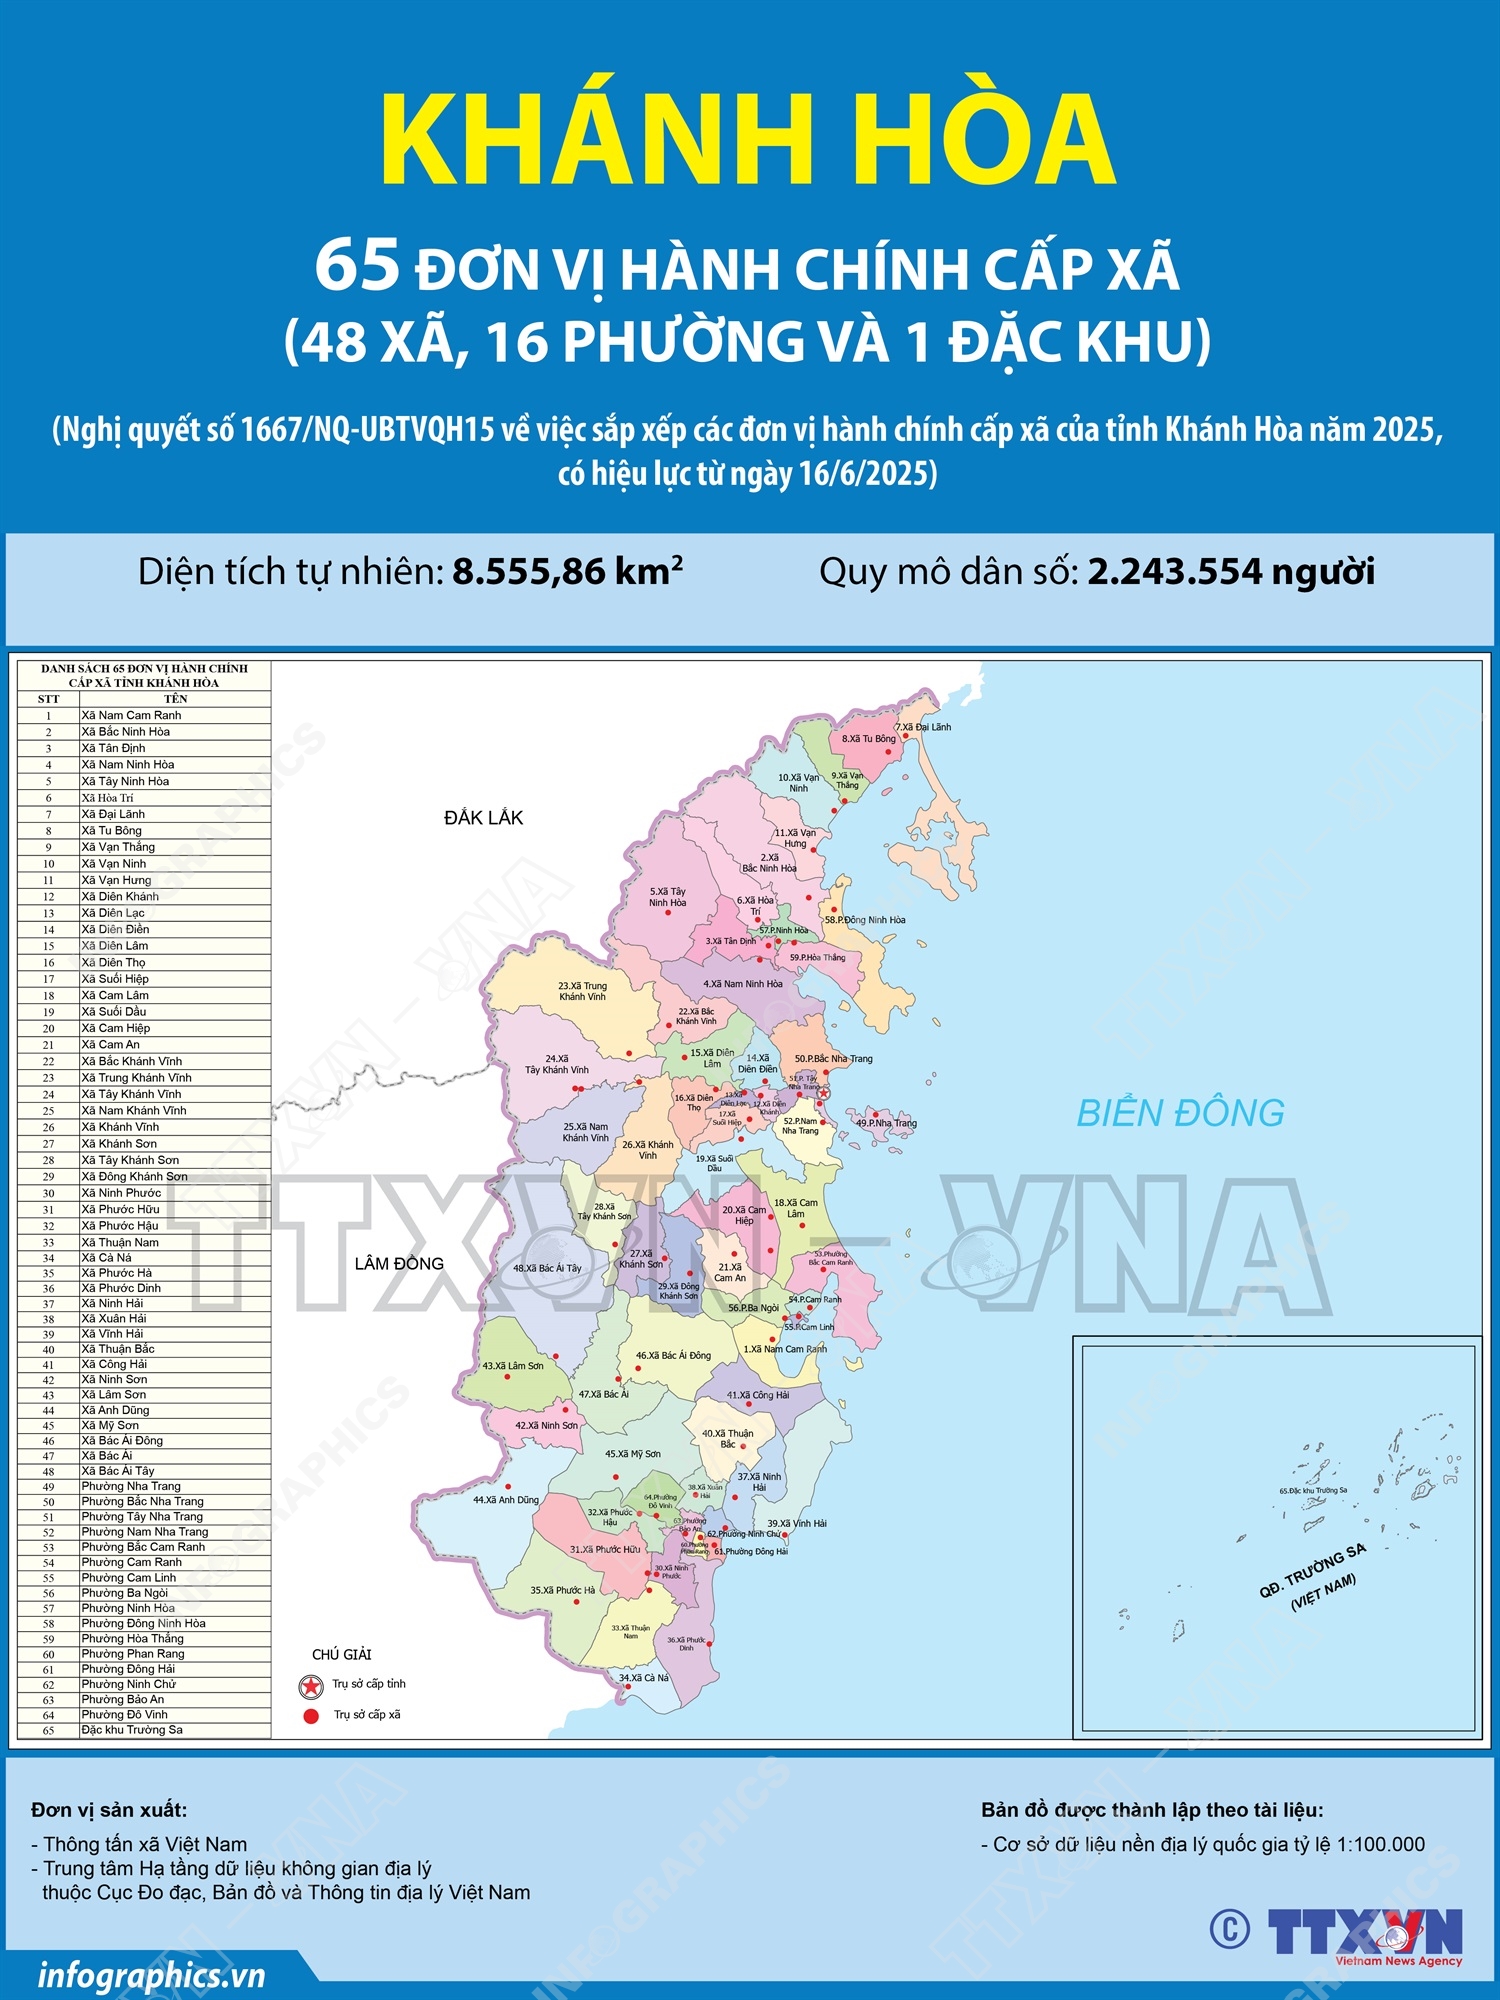 KHÁNH HÒA
65 ĐƠN VỊ HÀNH CHÍNH CẤP XÃ
(48 XÃ, 16 PHƯỜNG VÀ 1 ĐẶC KHU)
(Nghị quyết số 1667/NQ-UBTVQH15 về việc sắp xếp các đơn vị hành chính cấp xã của tỉnh Khánh Hòa năm 2025,
có hiệu lực từ ngày 16/6/2025)
Diện tích tự nhiên: 8.555,86 km²
Quy mô dân số: 2.243.554 người
DANH SÁCH 65 ĐƠN VỊ HÀNH CHÍNH
CẤP XÃ TỈNH KHÁNH HÒA
STT TÊN
1 Xã Nam Cam Ranh
2 Xã Bắc Ninh Hòa
3 Xã Tân Định
4 Xã Nam Ninh Hòa
5 Xã Tây Ninh Hòa
6 Xã Hòa Trí
7 Xã Đại Lãnh
8 Xã Tu Bông
9 Xã Vạn Thắng
10 Xã Vạn Ninh
11 Xã Vạn Hưng
12 Xã Diên Khánh
13 Xã Diên Lạc
14 Xã Diên Điền
15 Xã Diên Lâm
16 Xã Diên Thọ
17 Xã Suối Hiệp
18 Xã Cam Lâm
19 Xã Suối Dầu
20 Xã Cam Hiệp
21 Xã Cam An
22 Xã Bắc Khánh Vĩnh
23 Xã Trung Khánh Vĩnh
24 Xã Tây Khánh Vĩnh
25 Xã Nam Khánh Vĩnh
26 Xã Khánh Vĩnh
27 Xã Khánh Sơn
28 Xã Tây Khánh Sơn
29 Xã Đông Khánh Sơn
30 Xã Ninh Phước
31 Xã Phước Hữu
32 Xã Phước Hậu
33 Xã Thuận Nam
34 Xã Cà Ná
35 Xã Phước Hà
36 Xã Phước Dinh
37 Xã Ninh Hải
38 Xã Xuân Hải
39 Xã Vĩnh Hải
40 Xã Thuận Bắc
41 Xã Công Hải
42 Xã Ninh Sơn
43 Xã Lâm Sơn
44 Xã Anh Dũng
45 Xã Mỹ Sơn
46 Xã Bác Ái Đông
47 Xã Bác Ái
48 Xã Bác Ái Tây
49 Phường Nha Trang
50 Phường Bắc Nha Trang
51 Phường Tây Nha Trang
52 Phường Nam Nha Trang
53 Phường Bắc Cam Ranh
54 Phường Cam Ranh
55 Phường Cam Linh
56 Phường Ba Ngòi
57 Phường Ninh Hòa
58 Phường Đông Ninh Hòa
59 Phường Hòa Thắng
60 Phường Phan Rang
61 Phường Đông Hải
62 Phường Ninh Chử
63 Phường Bảo An
64 Phường Đô Vinh
65 Đặc khu Trường Sa
7.Xã Đại Lãnh
8.Xã Tu Bông
9.Xã Vạn
Thắng
10.Xã Vạn
Ninh
ĐẮK LẮK
11.Xã Vạn
Hưng
2.Xã
Bắc Ninh Hòa
5.Xã Tây
Ninh Hòa
6.Xã Hòa
Trí
58.P.Đông Ninh Hòa
57.P.Ninh Hòa
3.Xã Tân Định
59.P.Hòa Thắng
4.Xã Nam Ninh Hòa
23.Xã Trung
Khánh Vĩnh
22.Xã Bắc
Khánh Vĩnh
15.Xã Diên
Lâm
14.Xã
Diên Điền
50.P.Bắc Nha Trang
24.Xã
Tây Khánh Vĩnh
51.P. Tây
Nha Trang
16.Xã Diên
Thọ
13.Xã
Diên Lạc
12.Xã Diên
Khánh
17.Xã
Suối Hiệp
52.P.Nam
Nha Trang
49.P.Nha Trang
BIỂN ĐÔNG
25.Xã Nam
Khánh Vĩnh
26.Xã Khánh
Vĩnh
19.Xã Suối
Dầu
28.Xã
Tây Khánh Sơn
20.Xã Cam
Hiệp
18.Xã Cam
Lâm
LÂM ĐỒNG
48.Xã Bác Ái Tây
27.Xã
Khánh Sơn
21.Xã
Cam An
53.Phường
Bắc Cam Ranh
29.Xã Đông
Khánh Sơn
56.P.Ba Ngòi
54.P.Cam Ranh
55.P.Cam Linh
1.Xã Nam Cam Ranh
43.Xã Lâm Sơn
46.Xã Bác Ái Đông
47.Xã Bác Ái
41.Xã Công Hải
42.Xã Ninh Sơn
40.Xã Thuận
Bắc
45.Xã Mỹ Sơn
37.Xã Ninh
Hải
38.Xã Xuân
Hải
44.Xã Anh Dũng
64.Phường
Đô Vinh
32.Xã Phước
Hậu
63.Phường
Bảo An
62.Phường Ninh Chử
39.Xã Vĩnh Hải
60.Phường
Phan Rang
61.Phường Đông Hải
31.Xã Phước Hữu
30.Xã Ninh
Phước
35.Xã Phước Hà
33.Xã Thuận
Nam
36.Xã Phước
Dinh
34.Xã Cà Ná
65.Đặc khu Trường Sa
QĐ. TRƯỜNG SA
(VIỆT NAM)
CHÚ GIẢI
Trụ sở cấp tỉnh
Trụ sở cấp xã
TTXVN – VNA
Đơn vị sản xuất:
- Thông tấn xã Việt Nam
- Trung tâm Hạ tầng dữ liệu không gian địa lý
thuộc Cục Đo đạc, Bản đồ và Thông tin địa lý Việt Nam
Bản đồ được thành lập theo tài liệu:
- Cơ sở dữ liệu nền địa lý quốc gia tỷ lệ 1:100.000
© TTXVN
Vietnam News Agency
infographics.vn